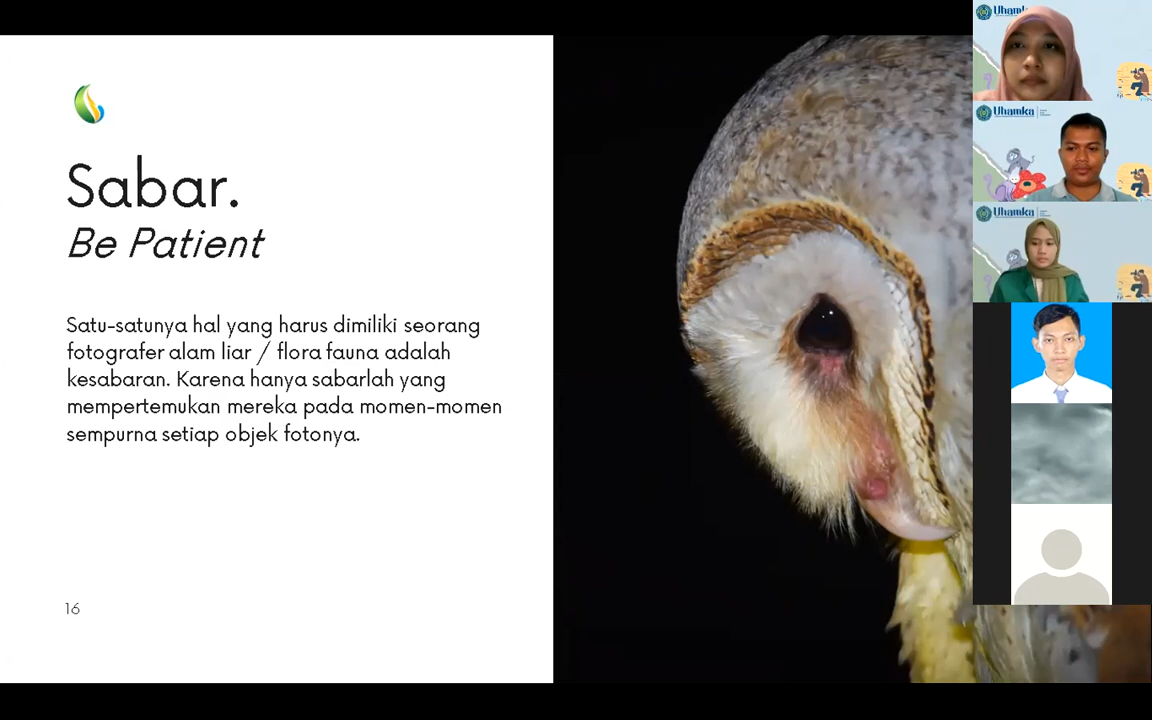 Sabar.
Be Patient
Satu-satunya hal yang harus dimiliki seorang
fotografer alam liar / flora fauna adalah
kesabaran. Karena hanya sabarlah yang
mempertemukan mereka pada momen-momen
sempurna setiap objek fotonya.
16
Uhamka
Uhamka